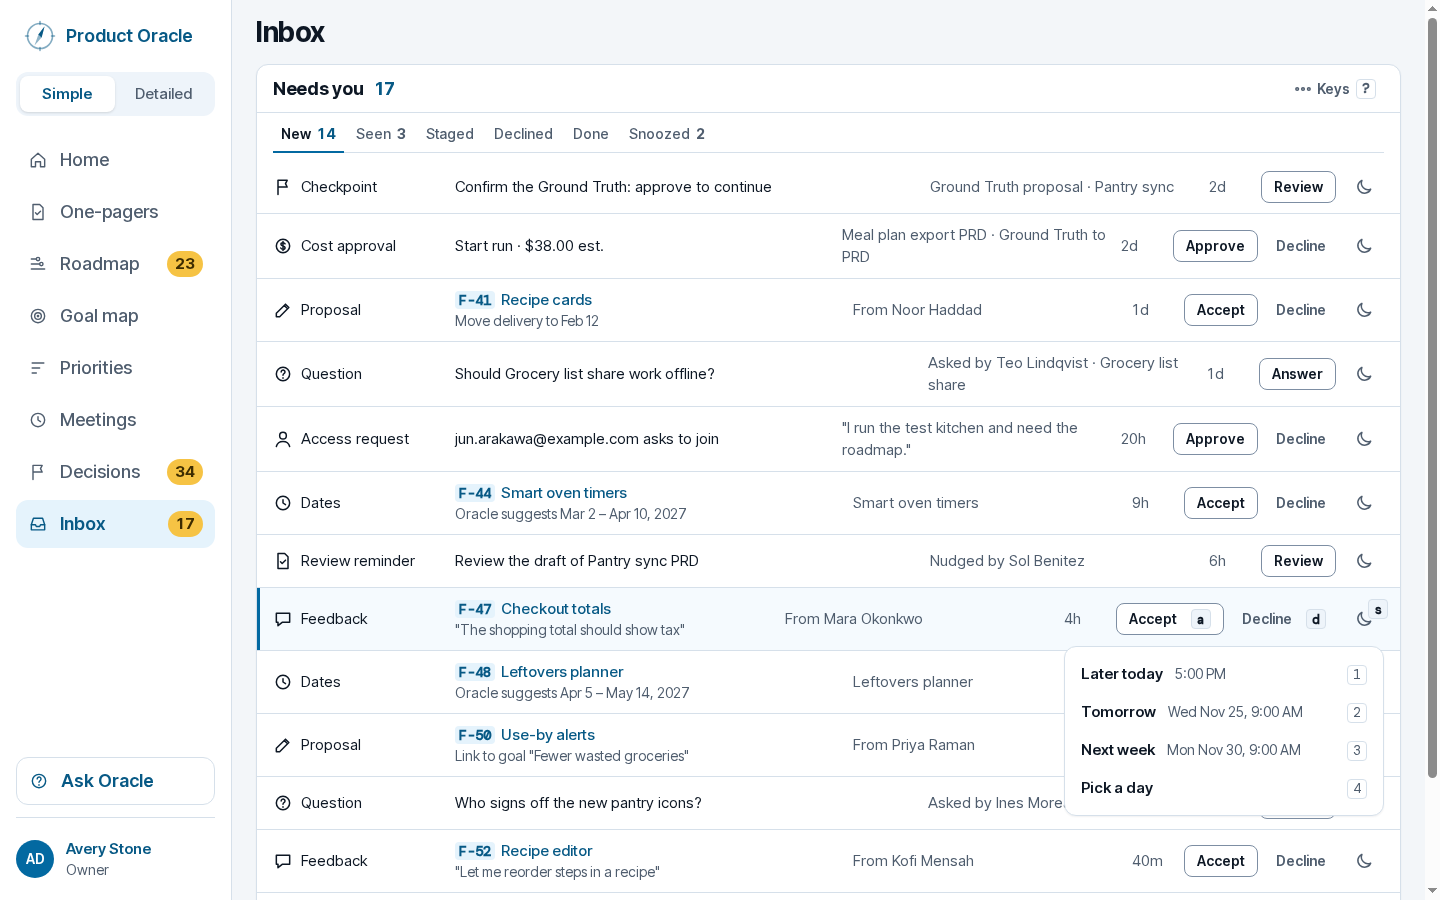 Product Oracle
Simple
Detailed
Home
One-pagers
Roadmap 23
Goal map
Priorities
Meetings
Decisions 34
Inbox 17
Ask Oracle
AD
Avery Stone
Owner
Inbox
Needs you 17
Keys ?
New 14
Seen 3
Staged
Declined
Done
Snoozed 2
Checkpoint
Confirm the Ground Truth: approve to continue
Ground Truth proposal · Pantry sync
2d
Review
Cost approval
Start run · $38.00 est.
Meal plan export PRD · Ground Truth to
PRD
2d
Approve
Decline
Proposal
F-41 Recipe cards
Move delivery to Feb 12
From Noor Haddad
1d
Accept
Decline
Question
Should Grocery list share work offline?
Asked by Teo Lindqvist · Grocery list
share
1d
Answer
Access request
jun.arakawa@example.com asks to join
"I run the test kitchen and need the
roadmap."
20h
Approve
Decline
Dates
F-44 Smart oven timers
Oracle suggests Mar 2 – Apr 10, 2027
Smart oven timers
9h
Accept
Decline
Review reminder
Review the draft of Pantry sync PRD
Nudged by Sol Benitez
6h
Review
Feedback
F-47 Checkout totals
"The shopping total should show tax"
From Mara Okonkwo
4h
Accept a
Decline d
s
Dates
F-48 Leftovers planner
Oracle suggests Apr 5 – May 14, 2027
Leftovers planner
Later today 5:00 PM 1
Tomorrow Wed Nov 25, 9:00 AM 2
Next week Mon Nov 30, 9:00 AM 3
Pick a day 4
Proposal
F-50 Use-by alerts
Link to goal "Fewer wasted groceries"
From Priya Raman
Question
Who signs off the new pantry icons?
Asked by Ines
Feedback
F-52 Recipe editor
"Let me reorder steps in a recipe"
From Kofi Mensah
40m
Accept
Decline